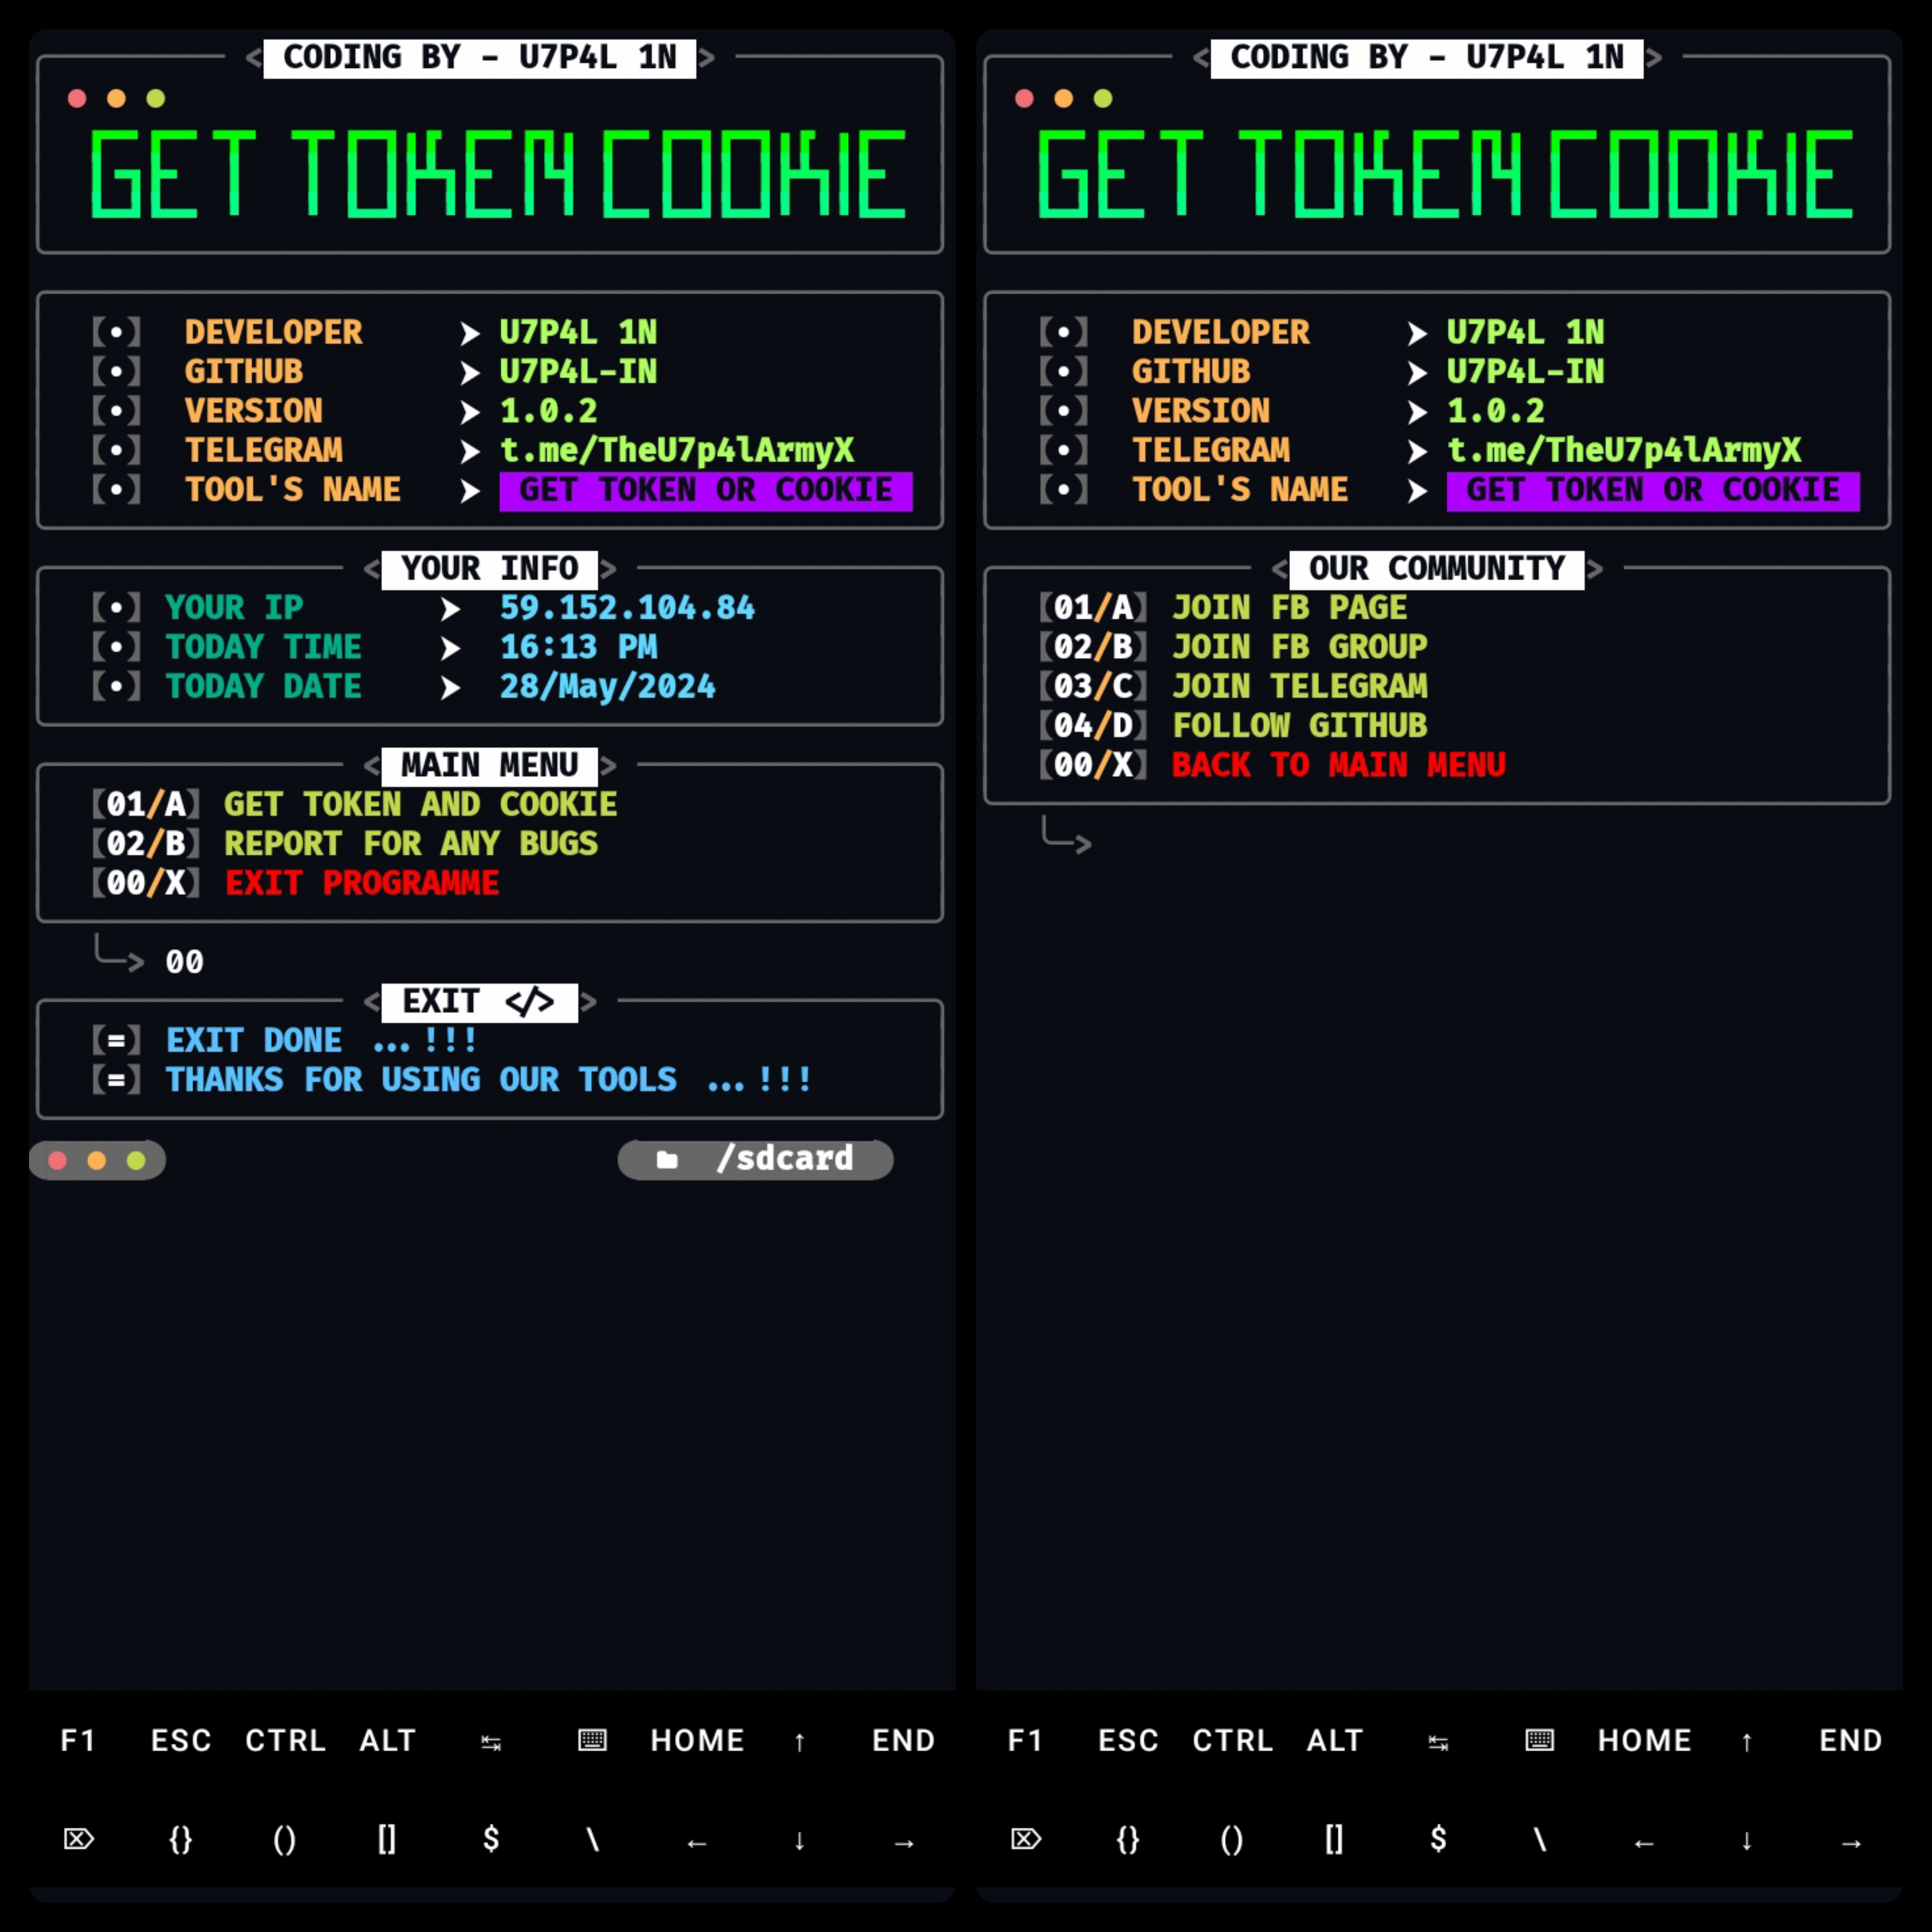 CODING BY - U7P4L 1N
GET TOKEN COOKIE
[(•)] DEVELOPER ➤ U7P4L 1N
[(•)] GITHUB ➤ U7P4L-IN
[(•)] VERSION ➤ 1.0.2
[(•)] TELEGRAM ➤ t.me/TheU7p4lArmyX
[(•)] TOOL'S NAME ➤ GET TOKEN OR COOKIE
< YOUR INFO >
[(•)] YOUR IP ➤ 59.152.104.84
[(•)] TODAY TIME ➤ 16:13 PM
[(•)] TODAY DATE ➤ 28/May/2024
< MAIN MENU >
[01/A] GET TOKEN AND COOKIE
[02/B] REPORT FOR ANY BUGS
[00/X] EXIT PROGRAMME
└─> 00
< EXIT </> >
[(=)] EXIT DONE ...!!!
[(=)] THANKS FOR USING OUR TOOLS ...!!!
/sdcard
F1 ESC CTRL ALT ↹ ⌨ HOME ↑ END
⌦ {} () [] $ \ ← ↓ →
CODING BY - U7P4L 1N
GET TOKEN COOKIE
[(•)] DEVELOPER ➤ U7P4L 1N
[(•)] GITHUB ➤ U7P4L-IN
[(•)] VERSION ➤ 1.0.2
[(•)] TELEGRAM ➤ t.me/TheU7p4lArmyX
[(•)] TOOL'S NAME ➤ GET TOKEN OR COOKIE
< OUR COMMUNITY >
[01/A] JOIN FB PAGE
[02/B] JOIN FB GROUP
[03/C] JOIN TELEGRAM
[04/D] FOLLOW GITHUB
[00/X] BACK TO MAIN MENU
└─>
F1 ESC CTRL ALT ↹ ⌨ HOME ↑ END
⌦ {} () [] $ \ ← ↓ →